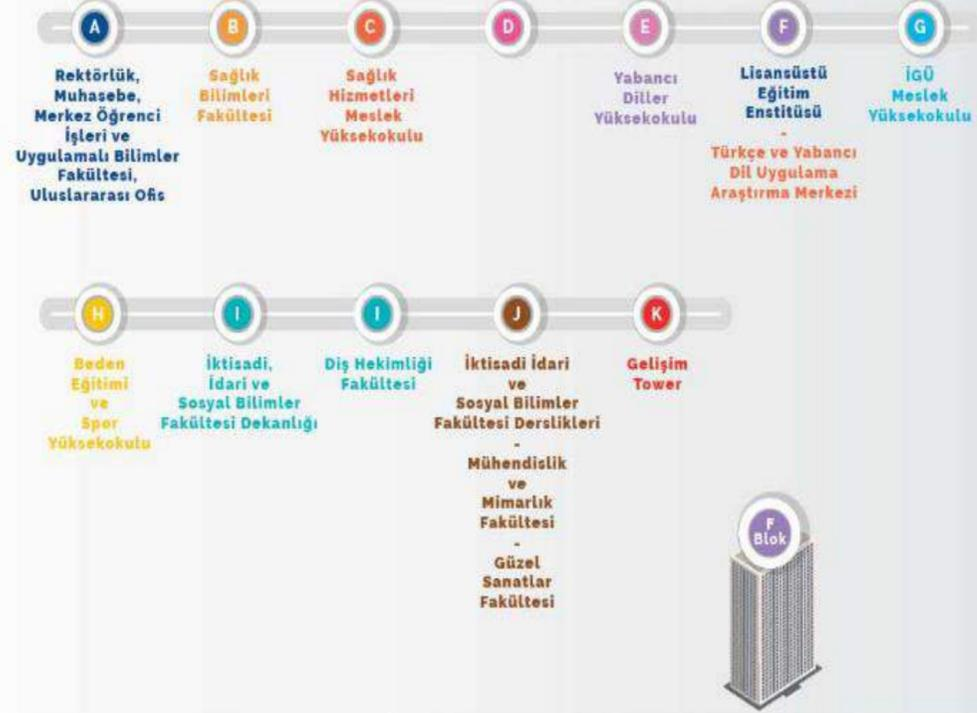 A
Rektörlük,
Muhasebe,
Merkez Öğrenci
İşleri ve
Uygulamalı Bilimler
Fakültesi,
Uluslararası Ofis
B
Sağlık
Bilimleri
Fakültesi
C
Sağlık
Hizmetleri
Meslek
Yüksekokulu
D
E
Yabancı
Diller
Yüksekokulu
F
Lisansüstü
Eğitim
Enstitüsü
-
Türkçe ve Yabancı
Dil Uygulama
Araştırma Merkezi
G
İGÜ
Meslek
Yüksekokulu
H
Beden
Eğitimi
ve
Spor
Yüksekokulu
I
İktisadi,
İdari ve
Sosyal Bilimler
Fakültesi Dekanlığı
I
Diş Hekimliği
Fakültesi
J
İktisadi İdari
ve
Sosyal Bilimler
Fakültesi Derslikleri
-
Mühendislik
ve
Mimarlık
Fakültesi
-
Güzel
Sanatlar
Fakültesi
K
Gelişim
Tower
F
Blok